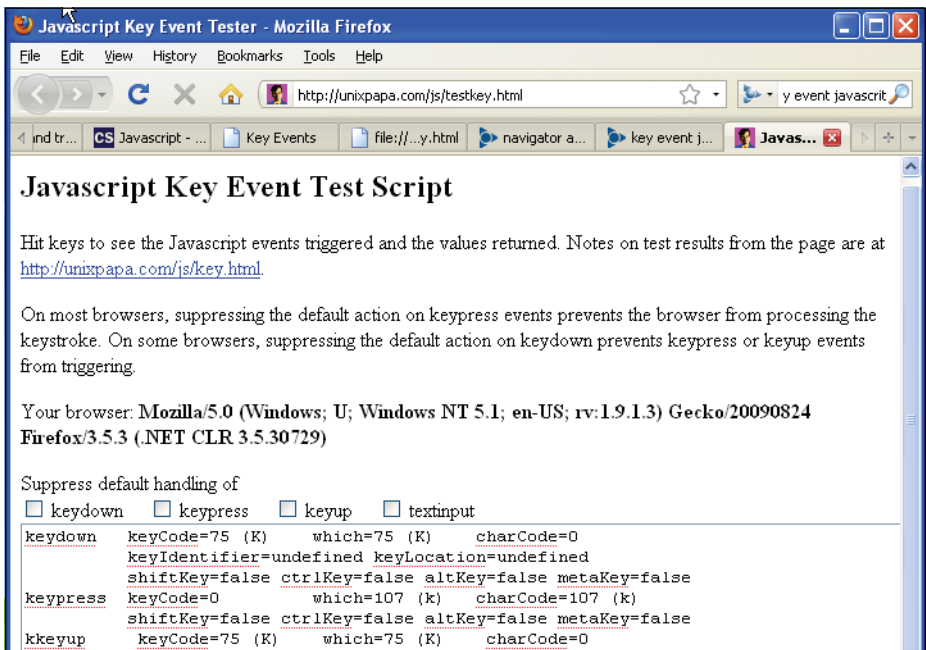 Javascript Key Event Tester - Mozilla Firefox
File Edit View History Bookmarks Tools Help
http://unixpapa.com/js/testkey.html y event javascrit
ind tr... CS Javascript - ... Key Events file://...y.html navigator a... key event j... Javas...
Javascript Key Event Test Script
Hit keys to see the Javascript events triggered and the values returned. Notes on test results from the page are at
http://unixpapa.com/js/key.html.
On most browsers, suppressing the default action on keypress events prevents the browser from processing the
keystroke. On some browsers, suppressing the default action on keydown prevents keypress or keyup events
from triggering.
Your browser: Mozilla/5.0 (Windows; U; Windows NT 5.1; en-US; rv:1.9.1.3) Gecko/20090824
Firefox/3.5.3 (.NET CLR 3.5.30729)
Suppress default handling of
keydown keypress keyup textinput
keydown keyCode=75 (K) which=75 (K) charCode=0
keyIdentifier=undefined keyLocation=undefined
shiftKey=false ctrlKey=false altKey=false metaKey=false
keypress keyCode=0 which=107 (k) charCode=107 (k)
shiftKey=false ctrlKey=false altKey=false metaKey=false
kkeyup keyCode=75 (K) which=75 (K) charCode=0